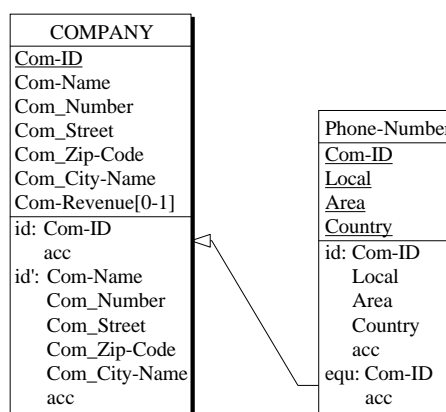 COMPANY
Com-ID
Com-Name
Com_Number
Com_Street
Com_Zip-Code
Com_City-Name
Com-Revenue[0-1]
id: Com-ID
acc
id': Com-Name
Com_Number
Com_Street
Com_Zip-Code
Com_City-Name
acc
Phone-Number
Com-ID
Local
Area
Country
id: Com-ID
Local
Area
Country
acc
equ: Com-ID
acc